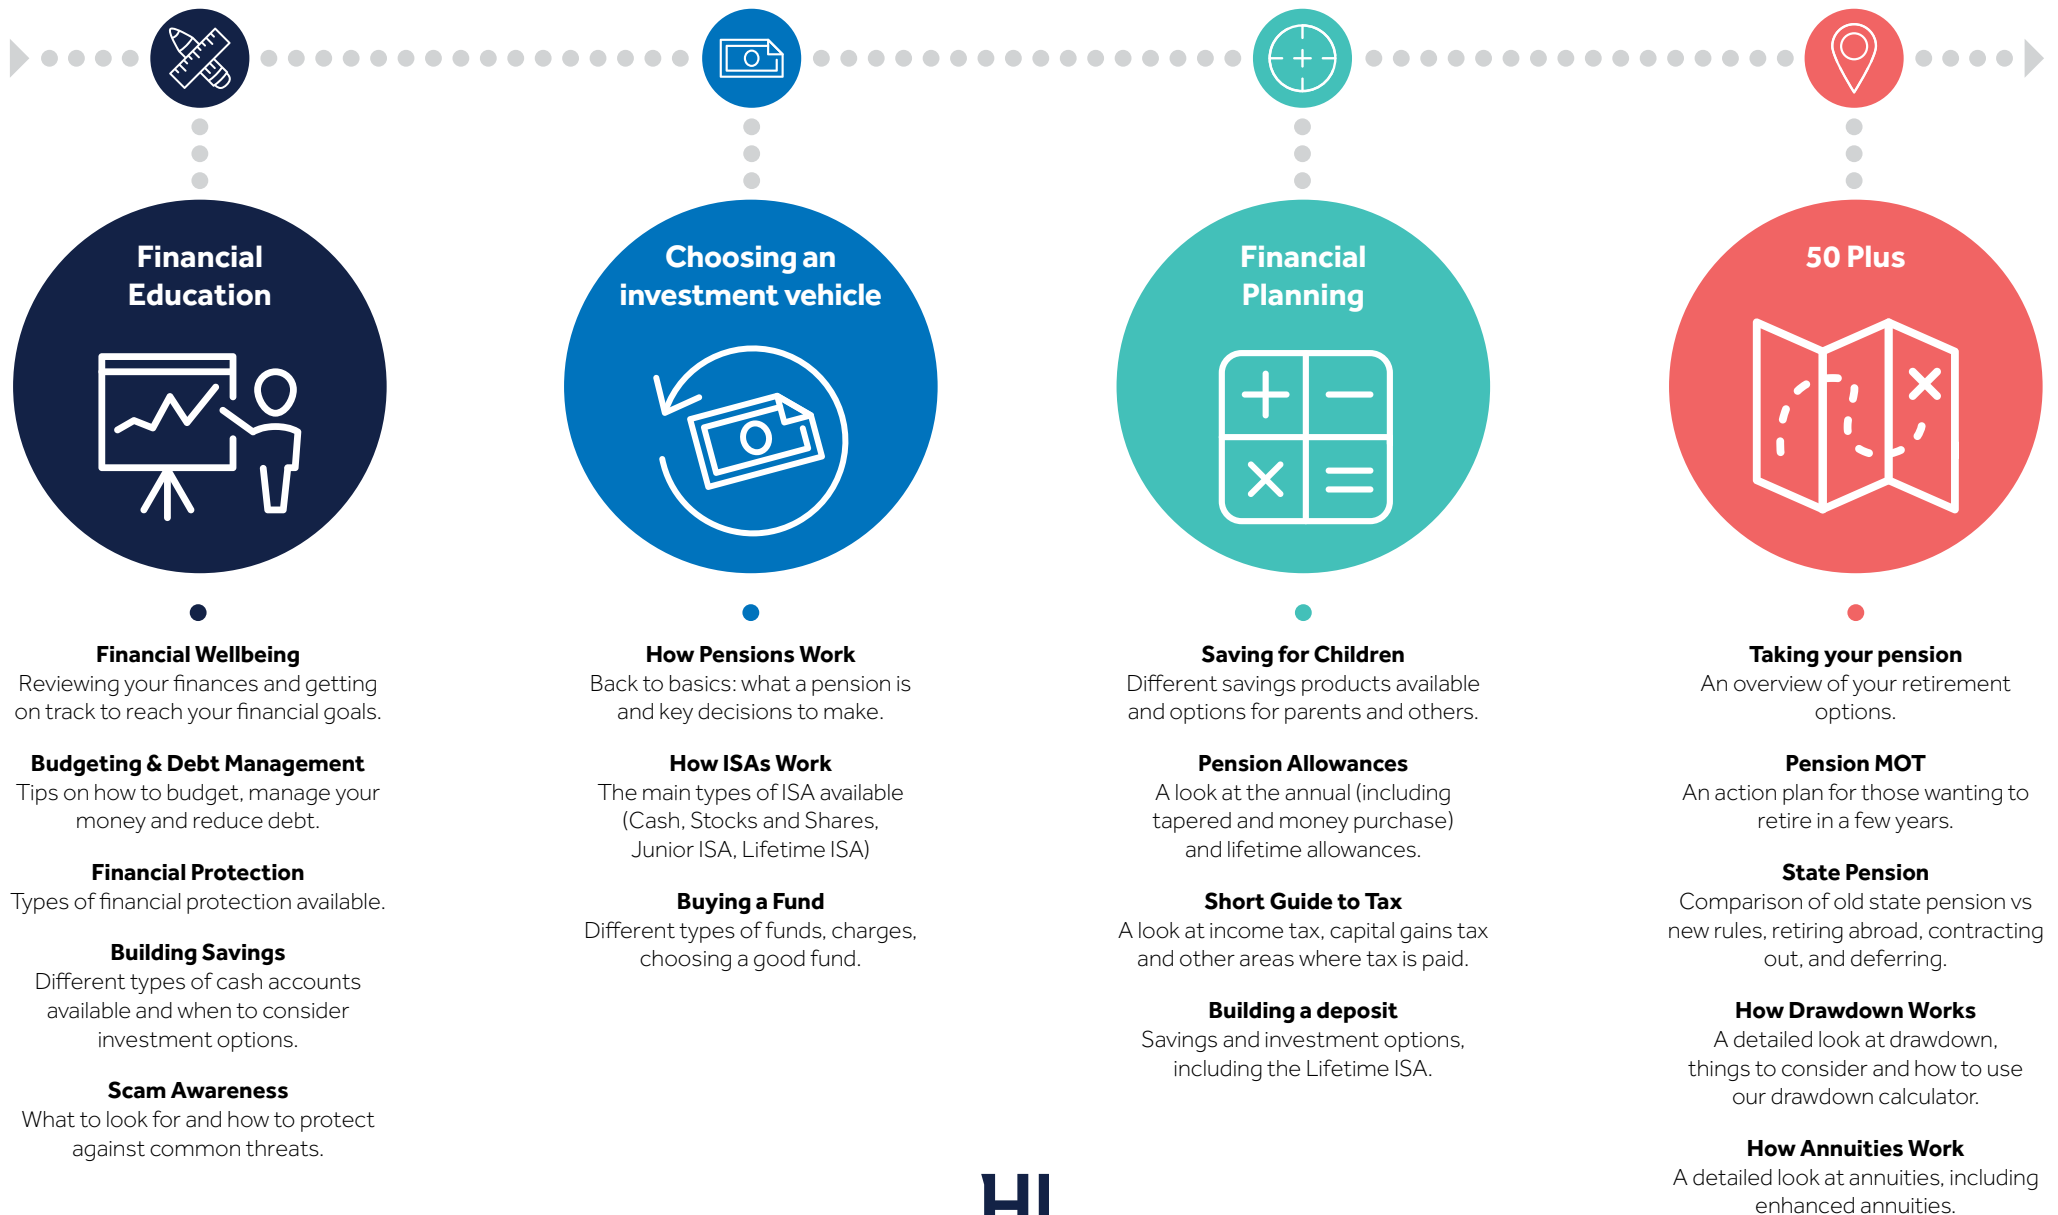 Financial
Education
Financial Wellbeing
Reviewing your finances and getting
on track to reach your financial goals.
Budgeting & Debt Management
Tips on how to budget, manage your
money and reduce debt.
Financial Protection
Types of financial protection available.
Building Savings
Different types of cash accounts
available and when to consider
investment options.
Scam Awareness
What to look for and how to protect
against common threats.
Choosing an
investment vehicle
How Pensions Work
Back to basics: what a pension is
and key decisions to make.
How ISAs Work
The main types of ISA available
(Cash, Stocks and Shares,
Junior ISA, Lifetime ISA)
Buying a Fund
Different types of funds, charges,
choosing a good fund.
Financial
Planning
Saving for Children
Different savings products available
and options for parents and others.
Pension Allowances
A look at the annual (including
tapered and money purchase)
and lifetime allowances.
Short Guide to Tax
A look at income tax, capital gains tax
and other areas where tax is paid.
Building a deposit
Savings and investment options,
including the Lifetime ISA.
50 Plus
Taking your pension
An overview of your retirement
options.
Pension MOT
An action plan for those wanting to
retire in a few years.
State Pension
Comparison of old state pension vs
new rules, retiring abroad, contracting
out, and deferring.
How Drawdown Works
A detailed look at drawdown,
things to consider and how to use
our drawdown calculator.
How Annuities Work
A detailed look at annuities, including
enhanced annuities.